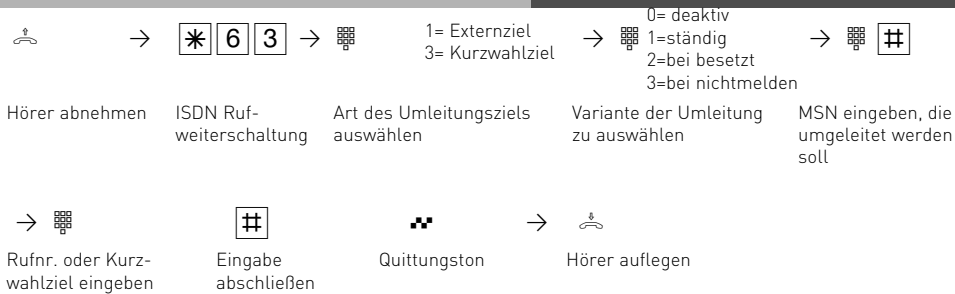 0= deaktiv
1= Externziel
1=ständig
* 6 3
3= Kurzwahlziel
2=bei besetzt
#
3=bei nichtmelden
Hörer abnehmen
ISDN Ruf-
weiterschaltung
Art des Umleitungsziels
auswählen
Variante der Umleitung
zu auswählen
MSN eingeben, die
umgeleitet werden
soll
#
Rufnr. oder Kurz-
wahlziel eingeben
Eingabe
abschließen
Quittungston
Hörer auflegen